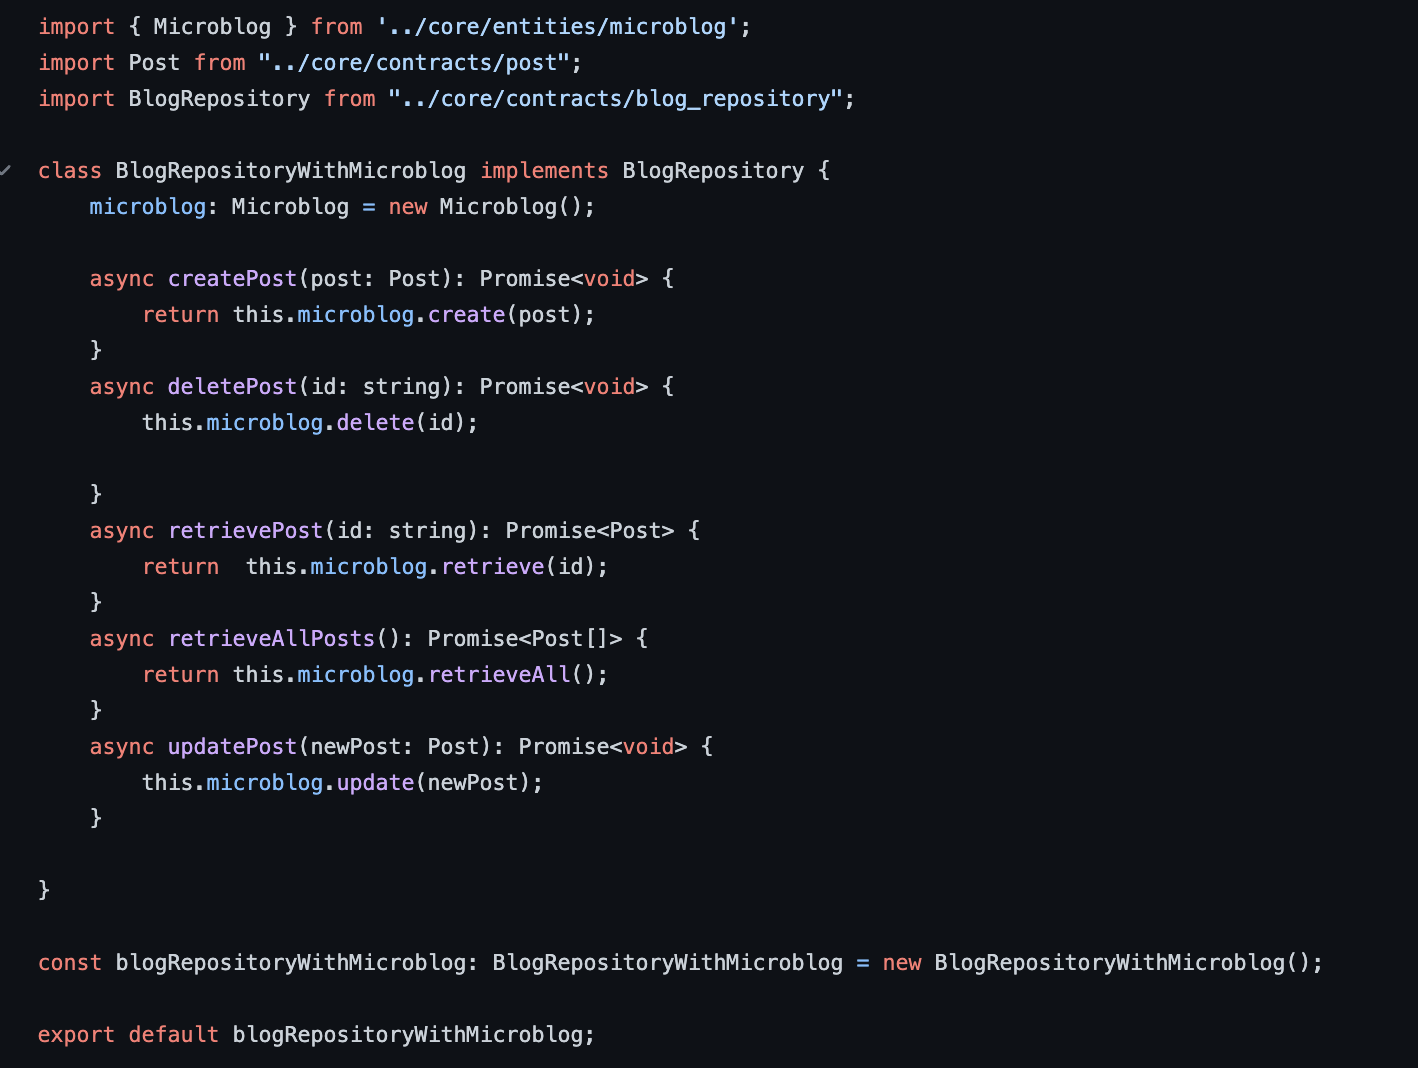 import { Microblog } from '../core/entities/microblog';
import Post from "../core/contracts/post";
import BlogRepository from "../core/contracts/blog_repository";
class BlogRepositoryWithMicroblog implements BlogRepository {
microblog: Microblog = new Microblog();
async createPost(post: Post): Promise<void> {
return this.microblog.create(post);
}
async deletePost(id: string): Promise<void> {
this.microblog.delete(id);
}
async retrievePost(id: string): Promise<Post> {
return  this.microblog.retrieve(id);
}
async retrieveAllPosts(): Promise<Post[]> {
return this.microblog.retrieveAll();
}
async updatePost(newPost: Post): Promise<void> {
this.microblog.update(newPost);
}
}
const blogRepositoryWithMicroblog: BlogRepositoryWithMicroblog = new BlogRepositoryWithMicroblog();
export default blogRepositoryWithMicroblog;